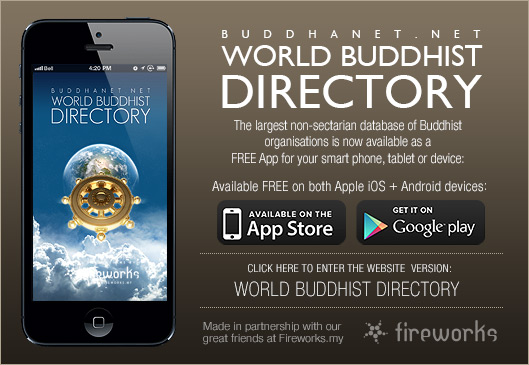 Bell
4:20 PM
BUDDHANET.NET
WORLD BUDDHIST
DIRECTORY
fireworks
FIREWORKS.MY
BUDDHANET.NET
WORLD BUDDHIST
DIRECTORY
The largest non-sectarian database of Buddhist
organisations is now available as a
FREE App for your smart phone, tablet or device:
Available FREE on both Apple iOS + Android devices:
AVAILABLE ON THE
App Store
GET IT ON
Google play
CLICK HERE TO ENTER THE WEBSITE VERSION:
WORLD BUDDHIST DIRECTORY
Made in partnership with our
great friends at Fireworks.my
fireworks